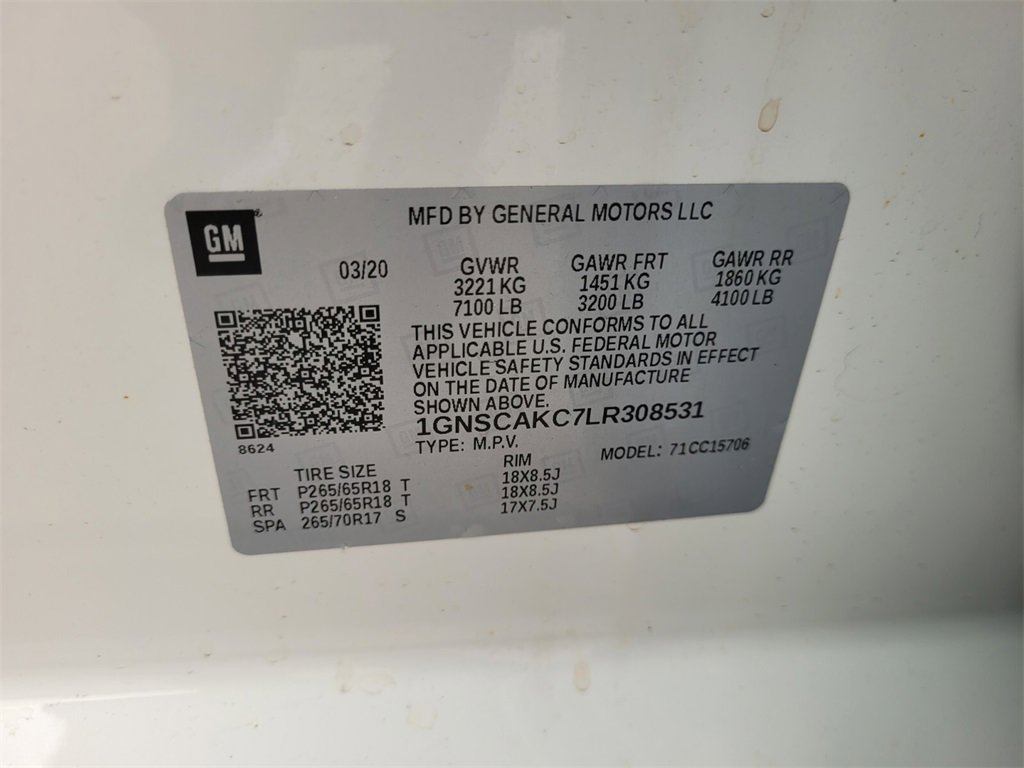 GM
MFD BY GENERAL MOTORS LLC
03/20 GVWR GAWR FRT GAWR RR
3221 KG 1451 KG 1860 KG
7100 LB 3200 LB 4100 LB
THIS VEHICLE CONFORMS TO ALL
APPLICABLE U.S. FEDERAL MOTOR
VEHICLE SAFETY STANDARDS IN EFFECT
ON THE DATE OF MANUFACTURE
SHOWN ABOVE.
1GNSCAKC7LR308531
8624
TYPE: M.P.V. MODEL: 71CC15706
TIRE SIZE RIM
FRT P265/65R18 T 18X8.5J
RR P265/65R18 T 18X8.5J
SPA 265/70R17 S 17X7.5J